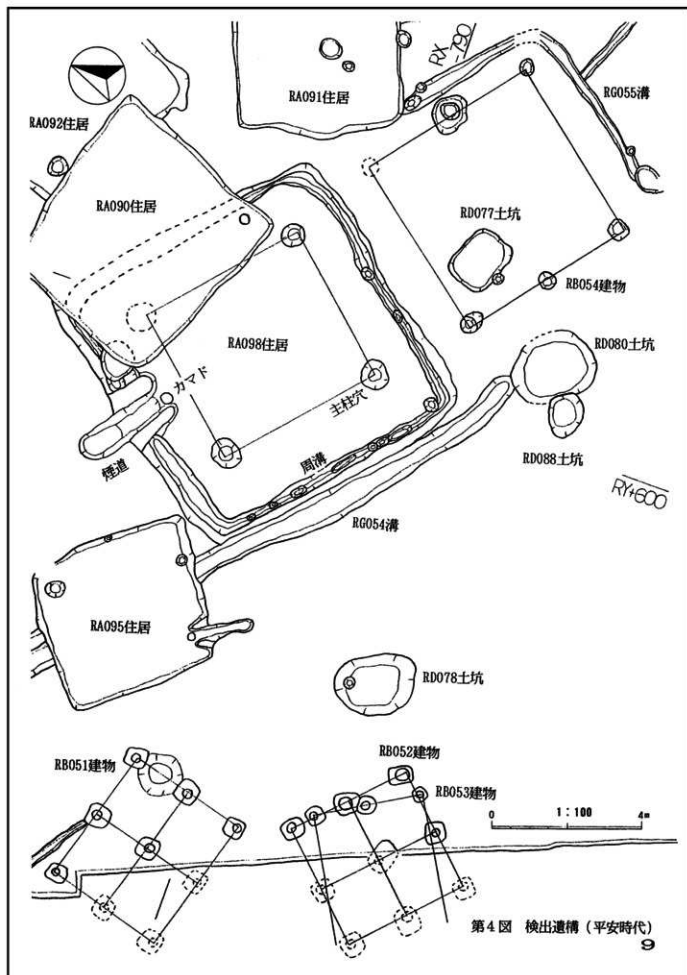 RX-790
RA091住居
RG055溝
RA092住居
RA090住居
RD077土坑
RB054建物
RA098住居
RD080土坑
カマド
主柱穴
煙道
周溝
RD088土坑
RY+600
RG054溝
RA095住居
RD078土坑
RB051建物
RB052建物
RB053建物
0 1:100 4m
第4図 検出遺構(平安時代)
9